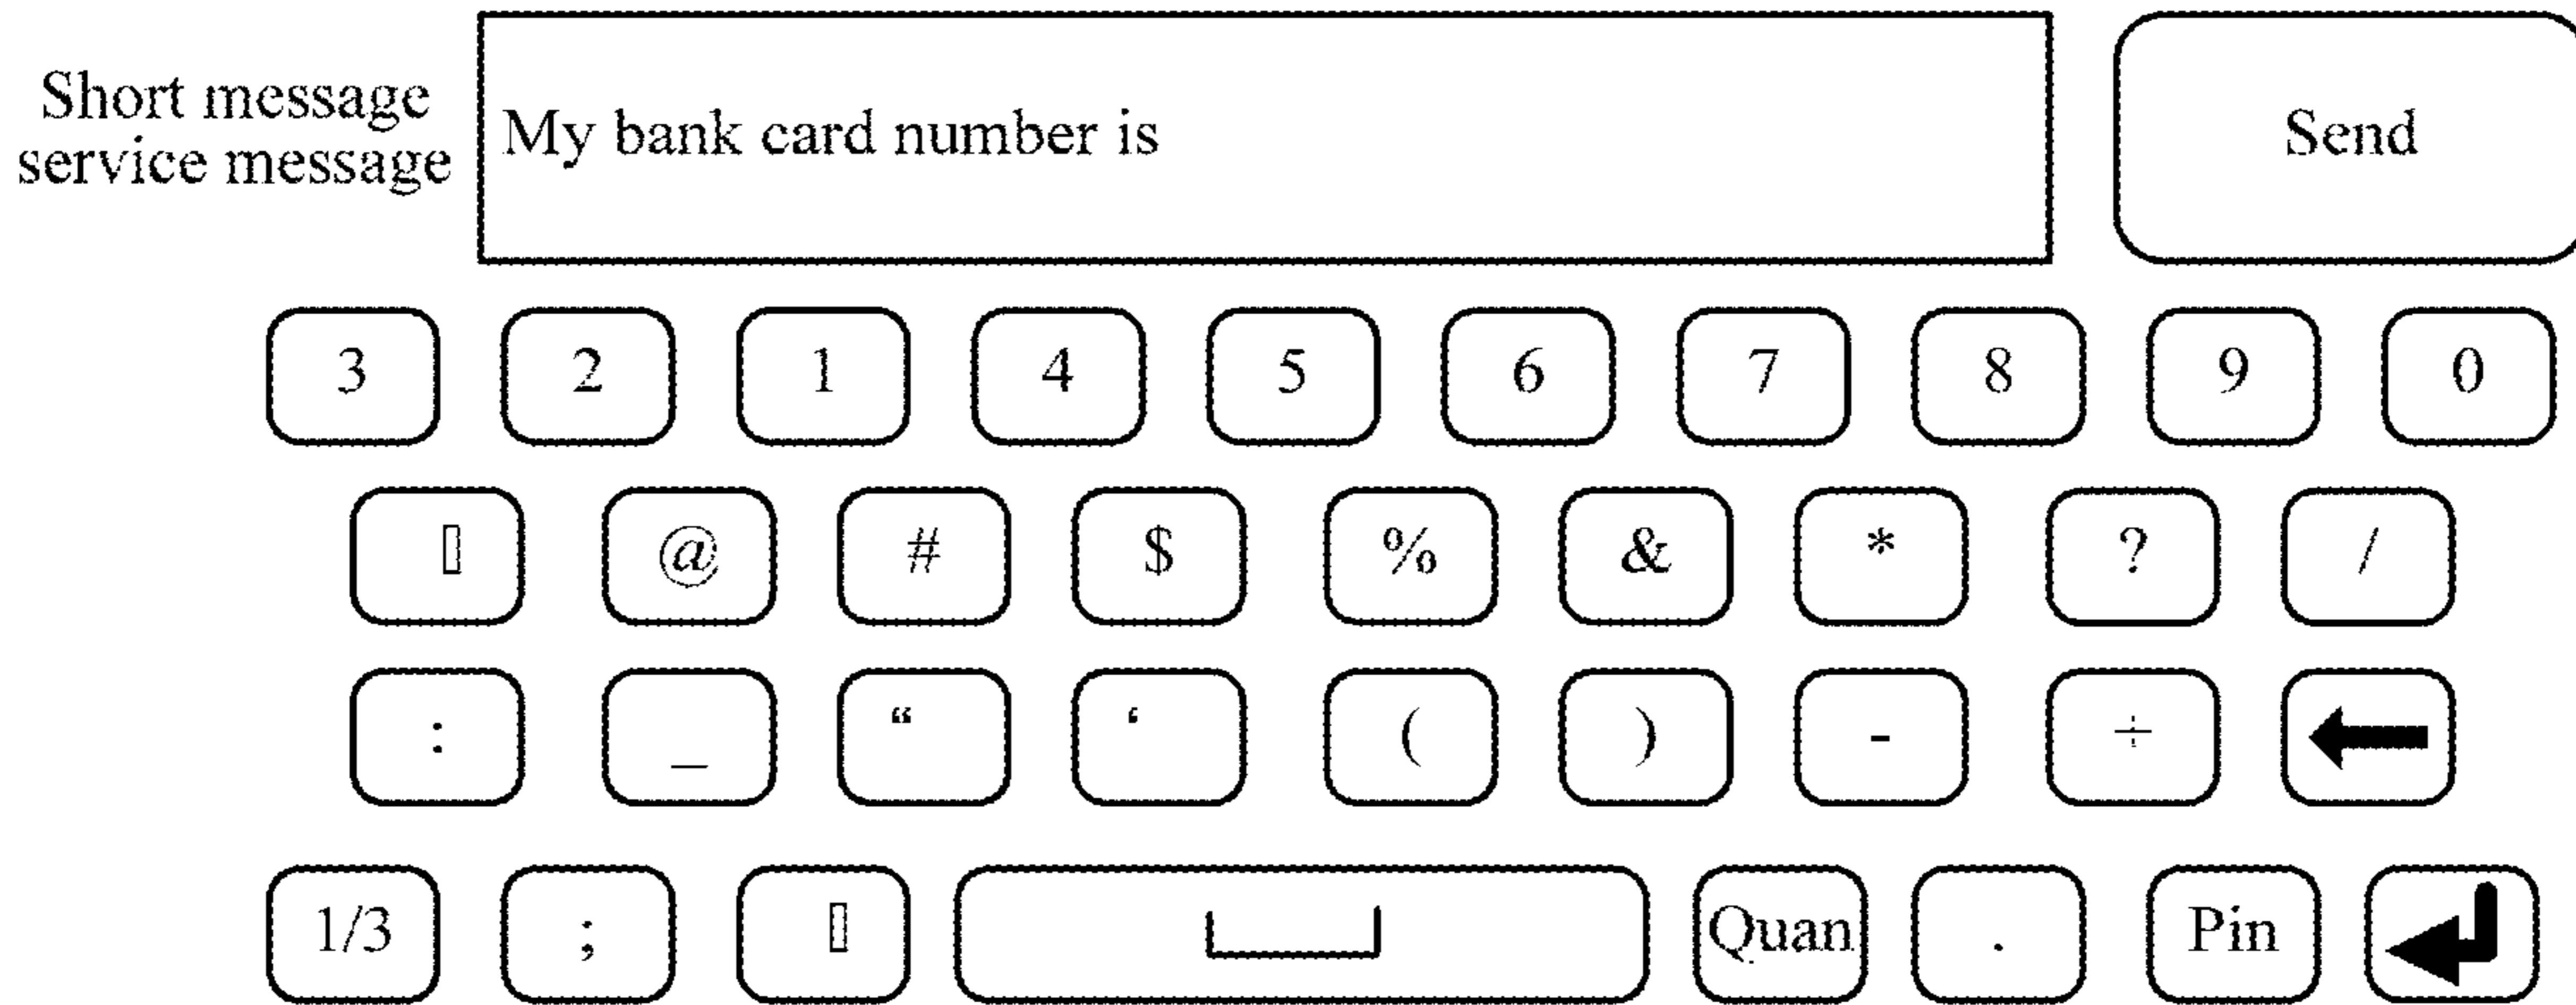 Short message
service message
My bank card number is
Send
3 2 1 4 5 6 7 8 9 0
@ # $ % & * ? /
: _ “ ‘ ( ) - ÷
1/3 ; Quan . Pin